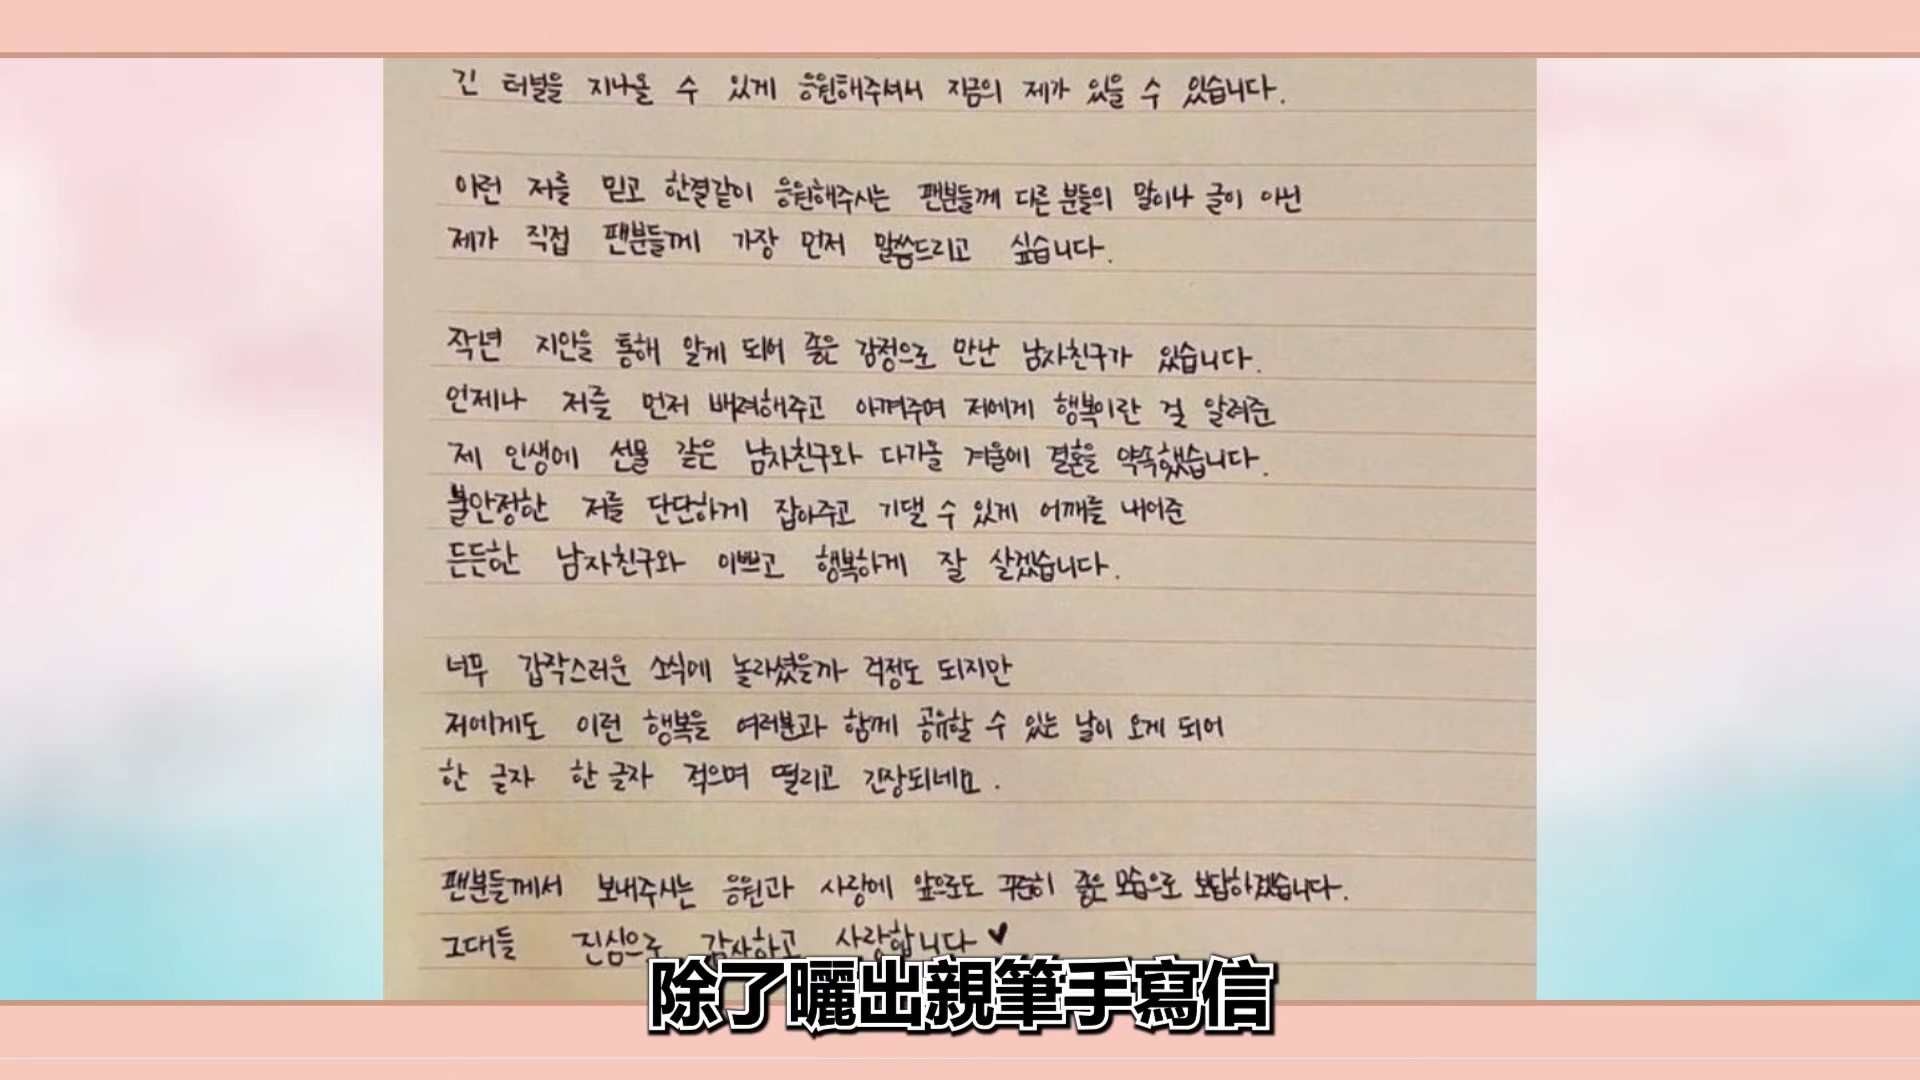 긴 터널을 지나올 수 있게 응원해주셔서 지금의 제가 있을 수 있습니다.
이런 저를 믿고 한결같이 응원해주시는 팬분들께 다른 분들의 말이나 글이 아닌
제가 직접 팬분들께 가장 먼저 말씀드리고 싶습니다.
작년 지인을 통해 알게 되어 좋은 감정으로 만난 남자친구가 있습니다.
언제나 저를 먼저 배려해주고 아껴주며 저에게 행복이란 걸 알려준
제 인생에 선물 같은 남자친구와 다가올 겨울에 결혼을 약속했습니다.
불안정한 저를 단단하게 잡아주고 기댈 수 있게 어깨를 내어준
든든한 남자친구와 이쁘고 행복하게 잘 살겠습니다.
너무 갑작스러운 소식에 놀라셨을까 걱정도 되지만
저에게도 이런 행복을 여러분과 함께 공유할 수 있는 날이 오게 되어
한 글자 한 글자 적으며 떨리고 긴장되네요.
팬분들께서 보내주시는 응원과 사랑에 앞으로도 꾸준히 좋은 모습으로 보답하겠습니다.
그대들 진심으로 감사하고 사랑합니다 ♥
除了曬出親筆手寫信